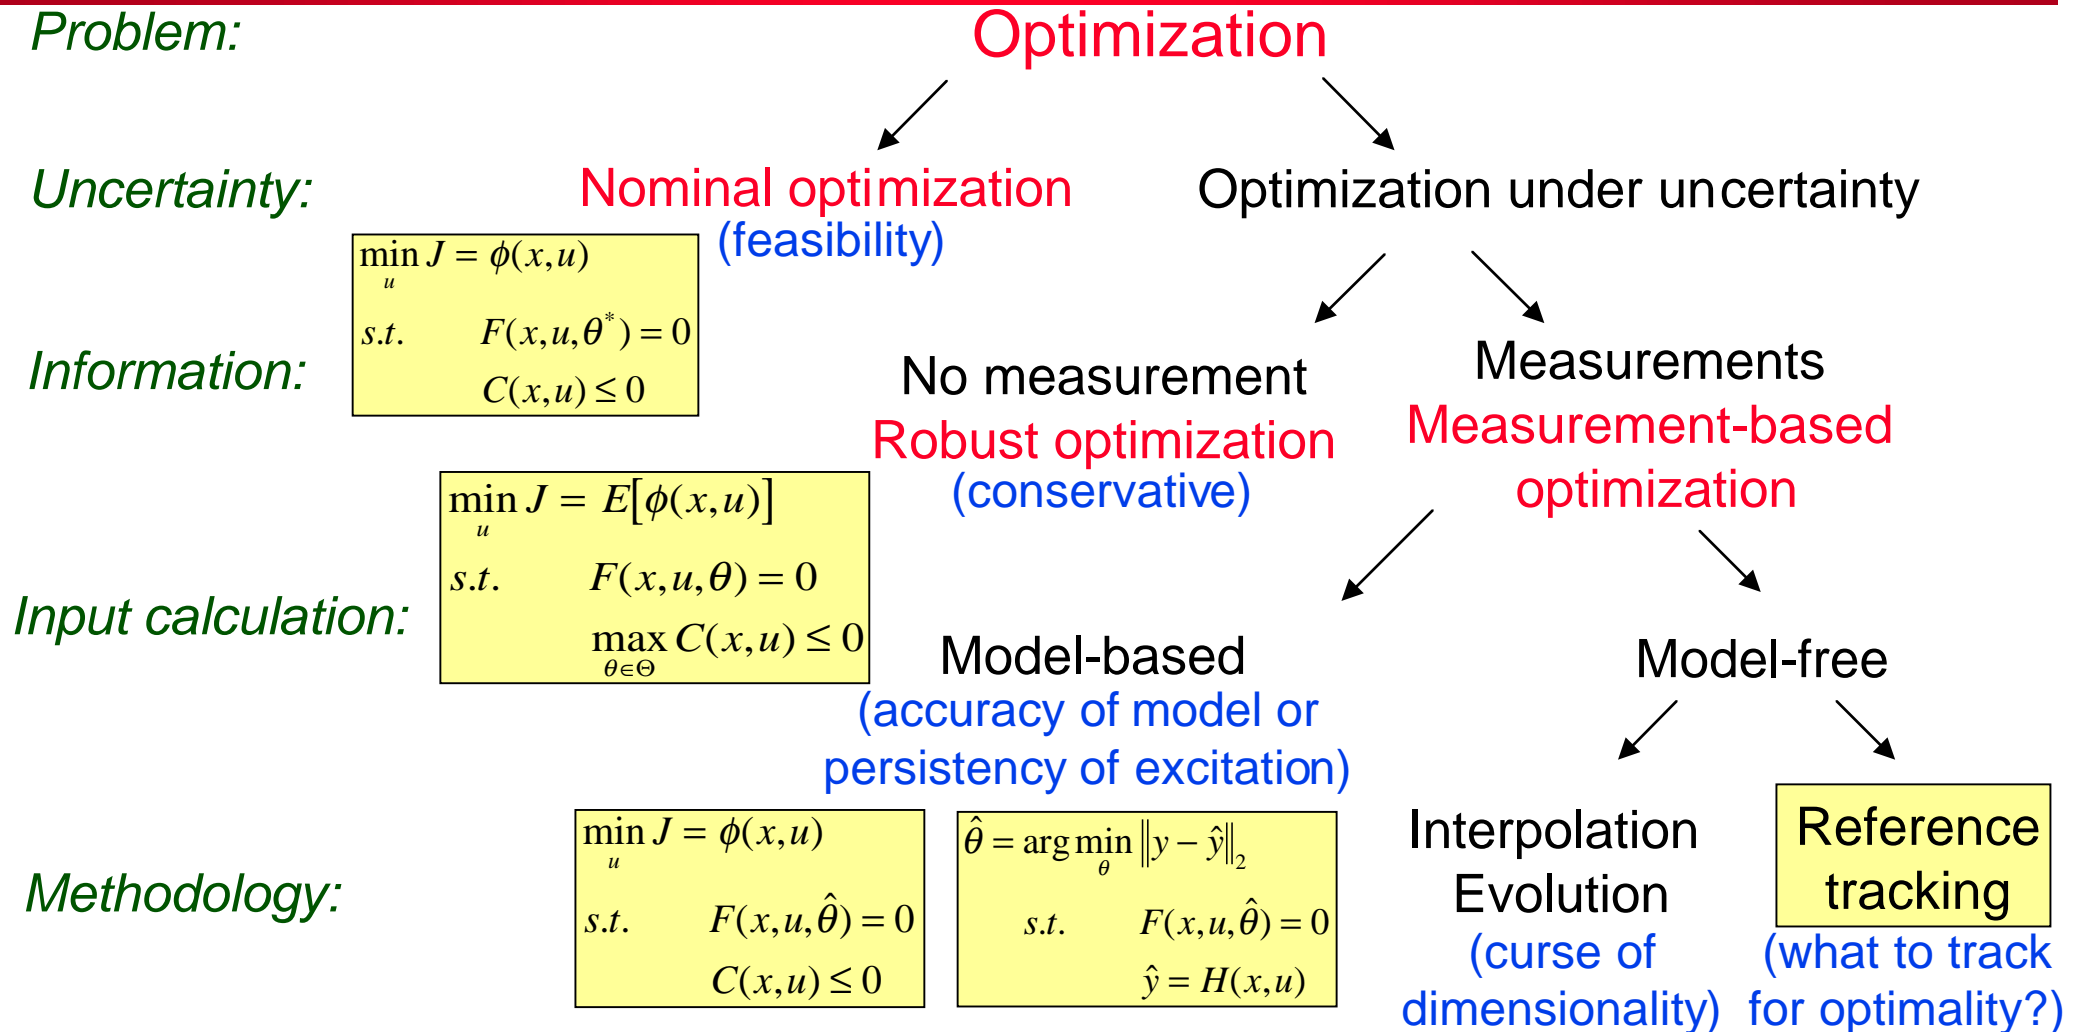 Problem:
Optimization
Uncertainty:
Nominal optimization
(feasibility)
Optimization under uncertainty
min J = ϕ(x,u)
u
s.t. F(x,u,θ*) = 0
C(x,u) ≤ 0
Information:
No measurement
Robust optimization
(conservative)
Measurements
Measurement-based
optimization
min J = E[ϕ(x,u)]
u
s.t. F(x,u,θ) = 0
max C(x,u) ≤ 0
θ∈Θ
Input calculation:
Model-based
(accuracy of model or
persistency of excitation)
Model-free
Methodology:
min J = ϕ(x,u)
u
s.t. F(x,u,θ̂) = 0
C(x,u) ≤ 0
θ̂ = arg min ‖y − ŷ‖₂
θ
s.t. F(x,u,θ̂) = 0
ŷ = H(x,u)
Interpolation
Evolution
(curse of
dimensionality)
Reference
tracking
(what to track
for optimality?)